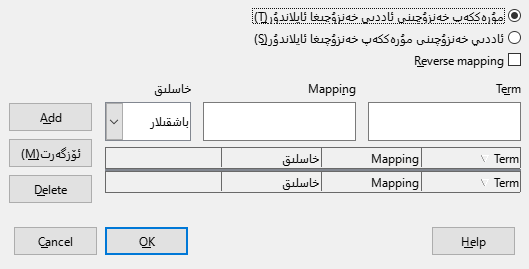 مۇرەككەپ خەنزۇچىنى ئاددىي خەنزۇچىغا ئايلاندۇر(T)
ئاددىي خەنزۇچىنى مۇرەككەپ خەنزۇچىغا ئايلاندۇر(S)
Reverse mapping
Term Mapping خاسلىق
باشقىلار Add
ئۆزگەرت(M)
Term Mapping خاسلىق
Term Mapping خاسلىق
Delete
Help OK Cancel